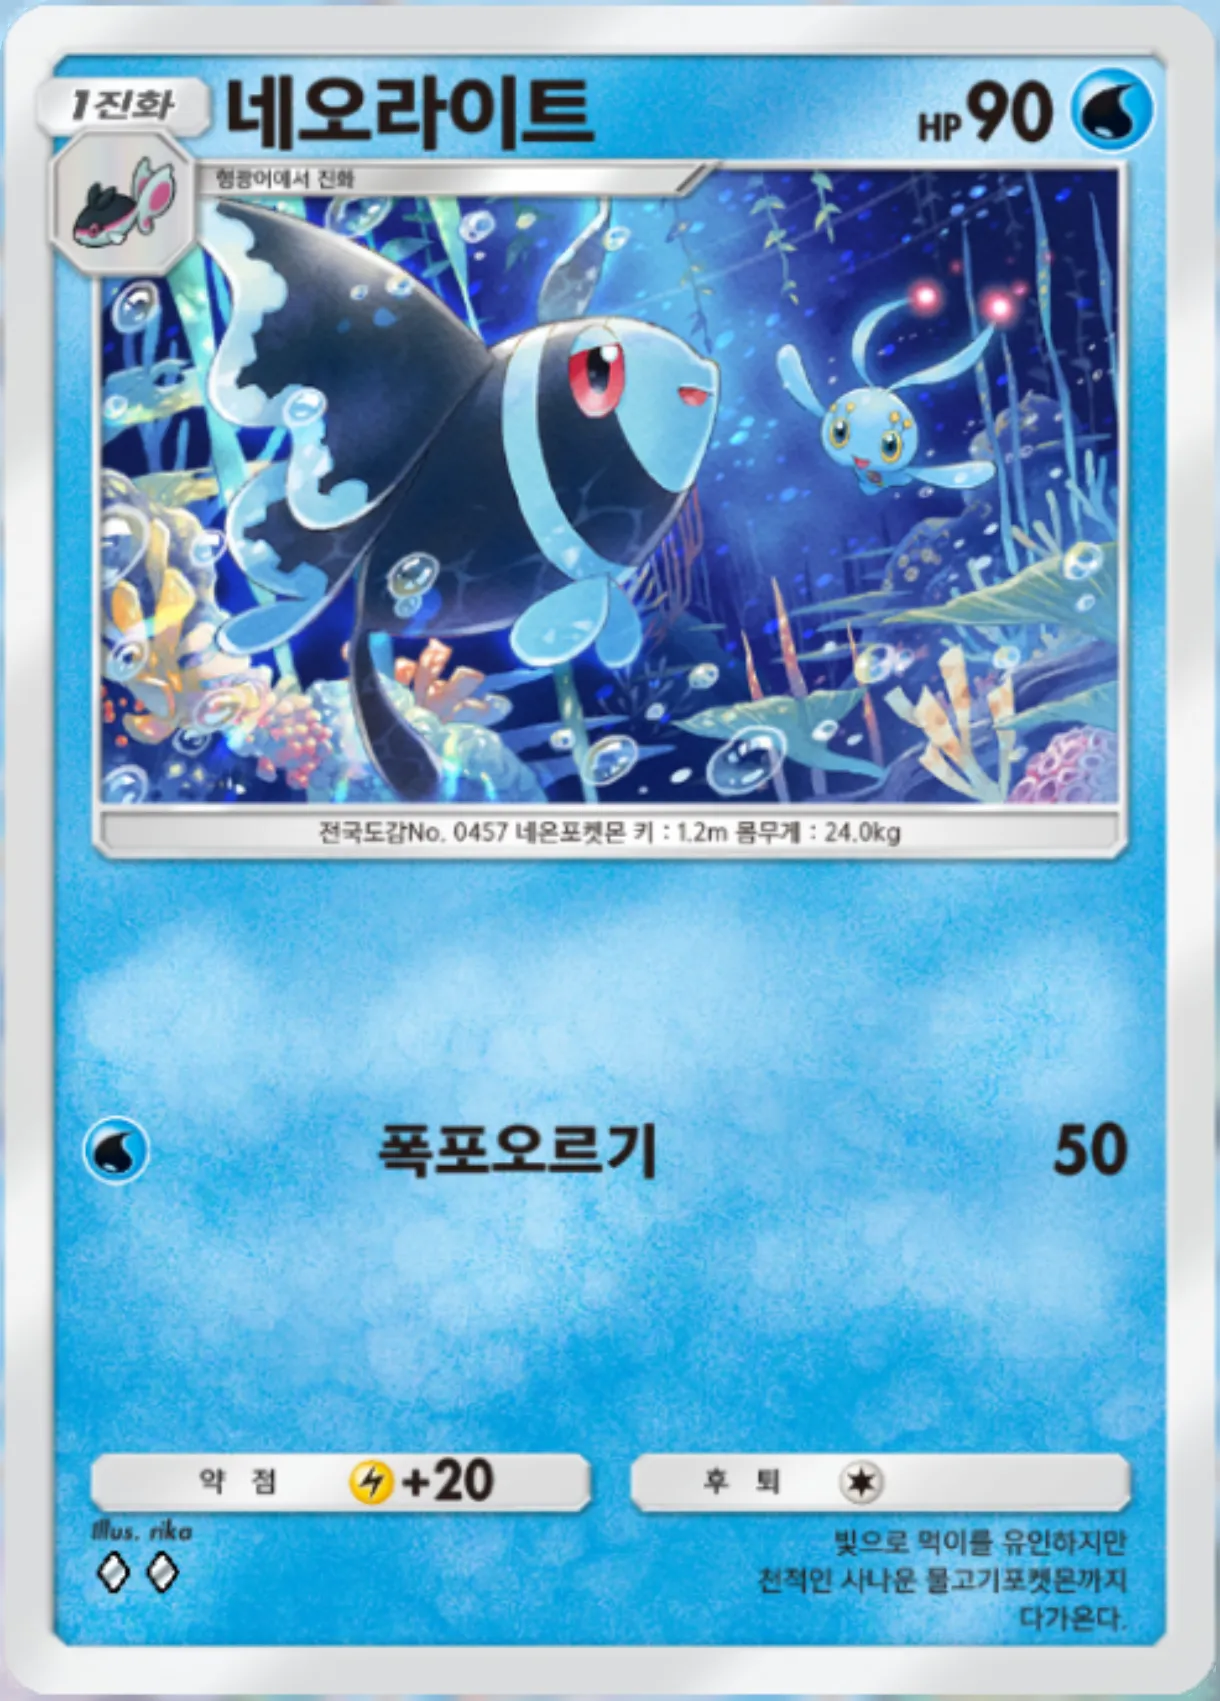 1진화
네오라이트
HP 90
형광어에서 진화
전국도감No. 0457 네온포켓몬 키 : 1.2m 몸무게 : 24.0kg
폭포오르기
50
약 점
+20
후 퇴
Illus. rika
빛으로 먹이를 유인하지만
천적인 사나운 물고기포켓몬까지
다가온다.